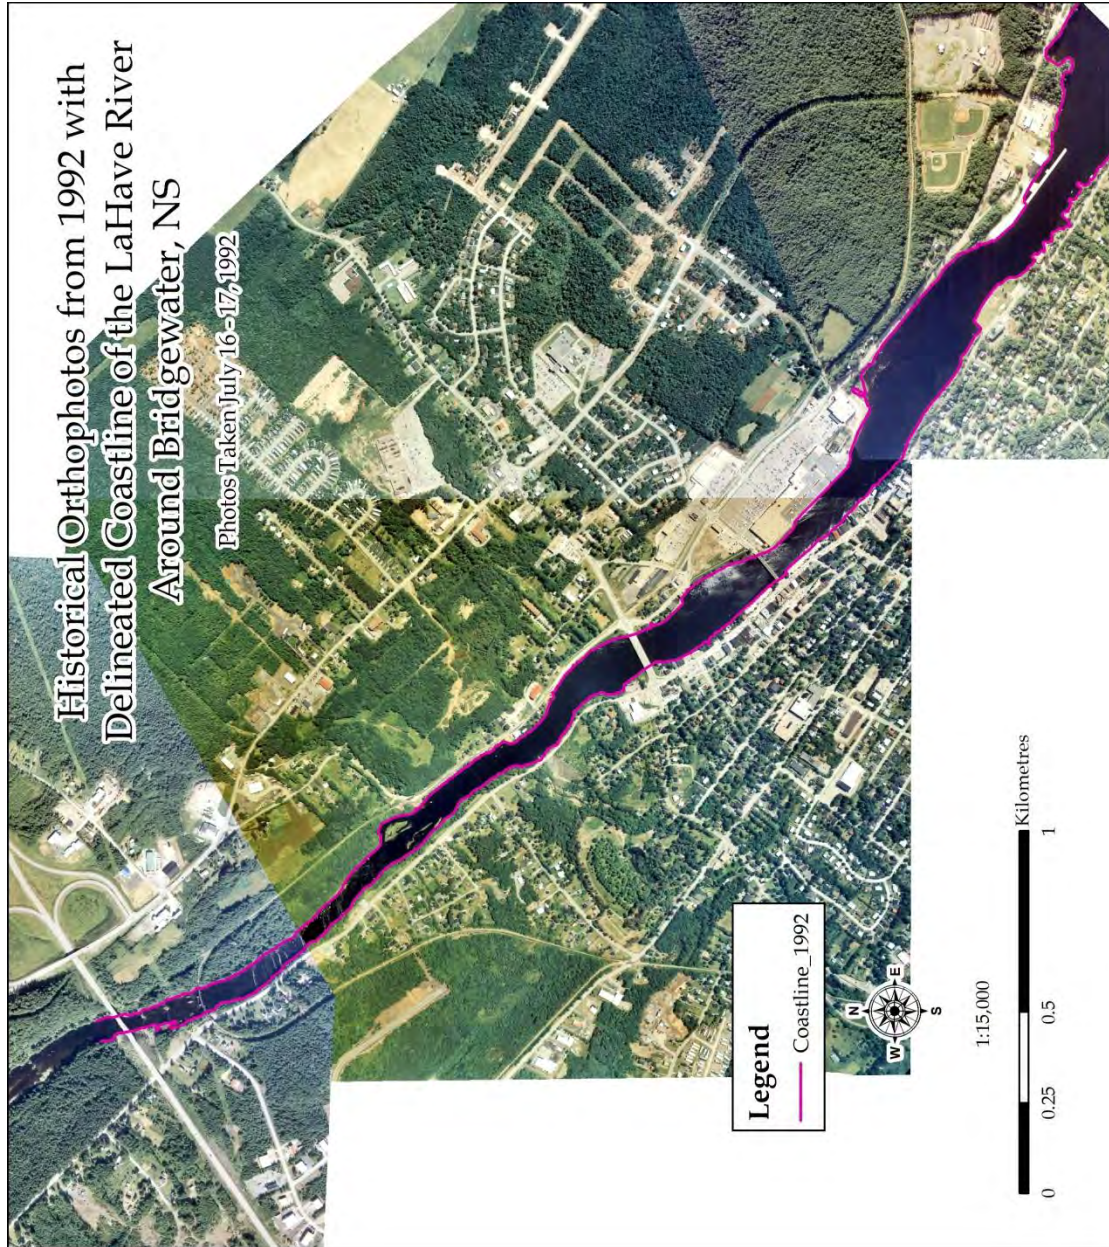 Historical Orthophotos from 1992 with
Delineated Coastline of the LaHave River
Around Bridgewater, NS
Photos Taken July 16-17, 1992
Legend
Coastline_1992
N
W
E
S
1:15,000
0
0.25
0.5
1
Kilometres